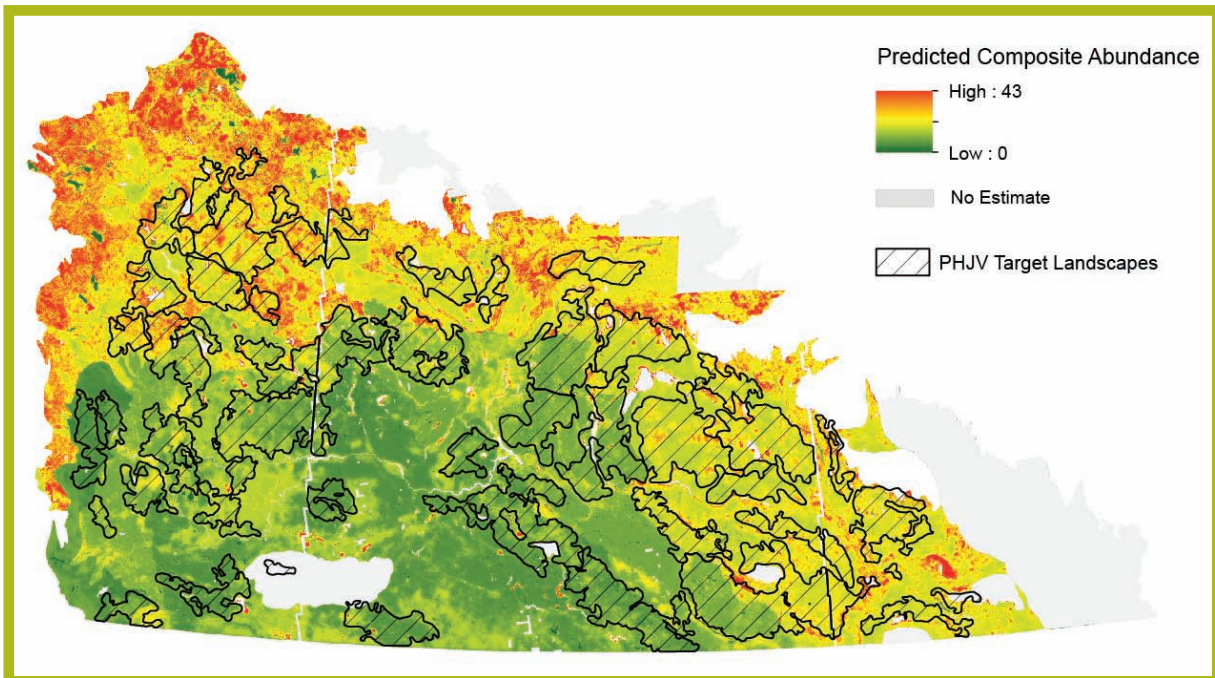 Predicted Composite Abundance
High : 43
Low : 0
No Estimate
PHJV Target Landscapes